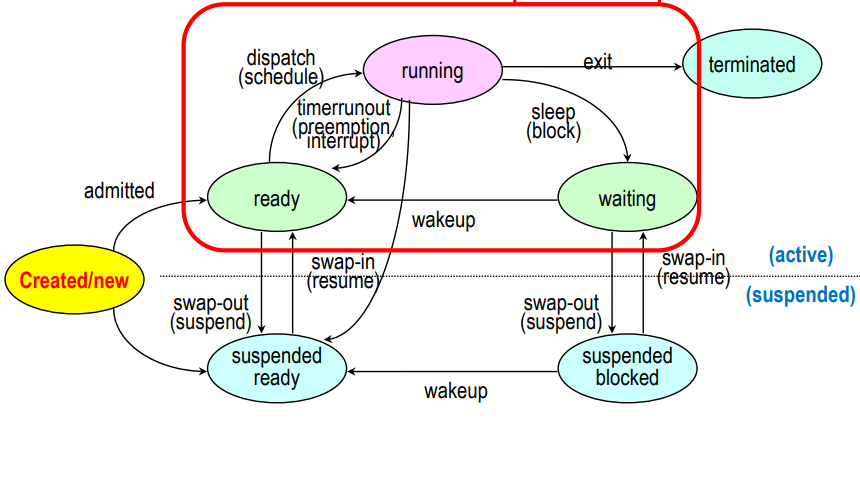 dispatch
(schedule)
running
exit
terminated
timerrunout
(preemption,
interrupt)
sleep
(block)
admitted
ready
waiting
wakeup
Created/new
swap-in
(resume)
swap-in
(resume)
(active)
(suspended)
swap-out
(suspend)
swap-out
(suspend)
suspended
ready
suspended
blocked
wakeup